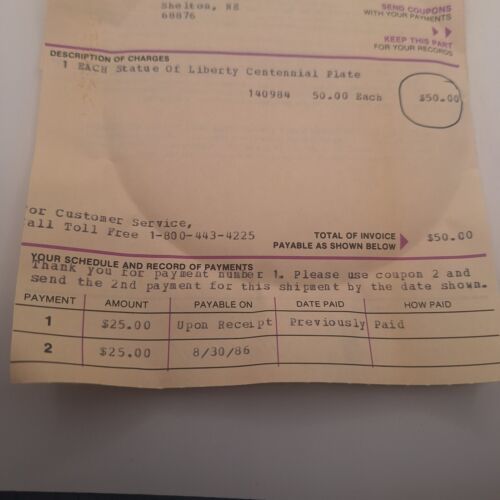 Shelton, NE
68876
SEND COUPONS
WITH YOUR PAYMENTS
KEEP THIS PART
FOR YOUR RECORDS
DESCRIPTION OF CHARGES
1 EACH Statue Of Liberty Centennial Plate
140984 50.00 Each $50.00
or Customer Service,
all Toll Free 1-800-443-4225
TOTAL OF INVOICE
PAYABLE AS SHOWN BELOW $50.00
YOUR SCHEDULE AND RECORD OF PAYMENTS
Thank you for payment number 1. Please use coupon 2 and
send the 2nd payment for this shipment by the date shown.
PAYMENT AMOUNT PAYABLE ON DATE PAID HOW PAID
1 $25.00 Upon Receipt Previously Paid
2 $25.00 8/30/86